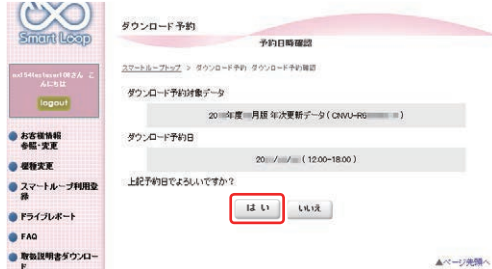 Smart Loop
さん こ
んにちは
logout
お客様情報
参照・変更
機種変更
スマートループ利用登
録
ドライブレポート
FAQ
取扱説明書ダウンロー
ド
ダウンロード予約
予約日時確認
スマートループトップ > ダウンロード予約 ダウンロード予約確認
ダウンロード予約対象データ
20 年度 月版 年次更新データ ( CNVU-R6 )
ダウンロード予約日
20 / / ( 12:00-18:00 )
上記予約日でよろしいですか?
はい
いいえ
▲ページ先頭へ